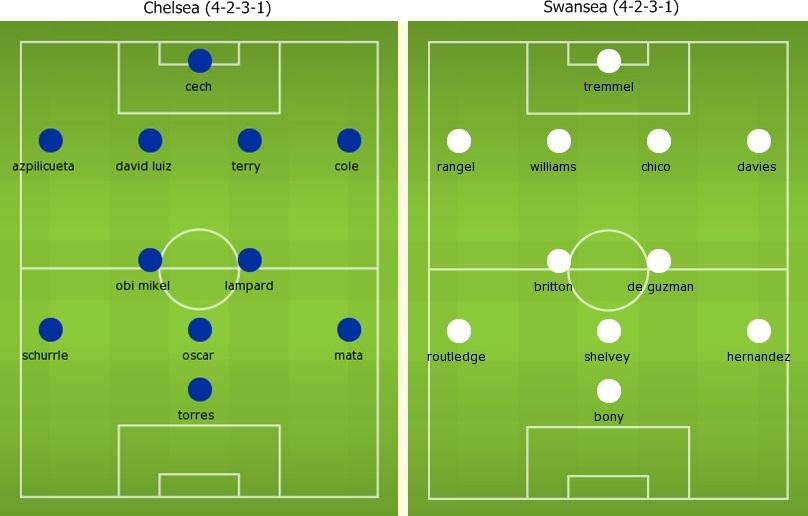 Chelsea (4-2-3-1)
cech
azpilicueta david luiz terry cole
obi mikel lampard
schurrle oscar mata
torres
Swansea (4-2-3-1)
tremmel
rangel williams chico davies
britton de guzman
routledge shelvey hernandez
bony